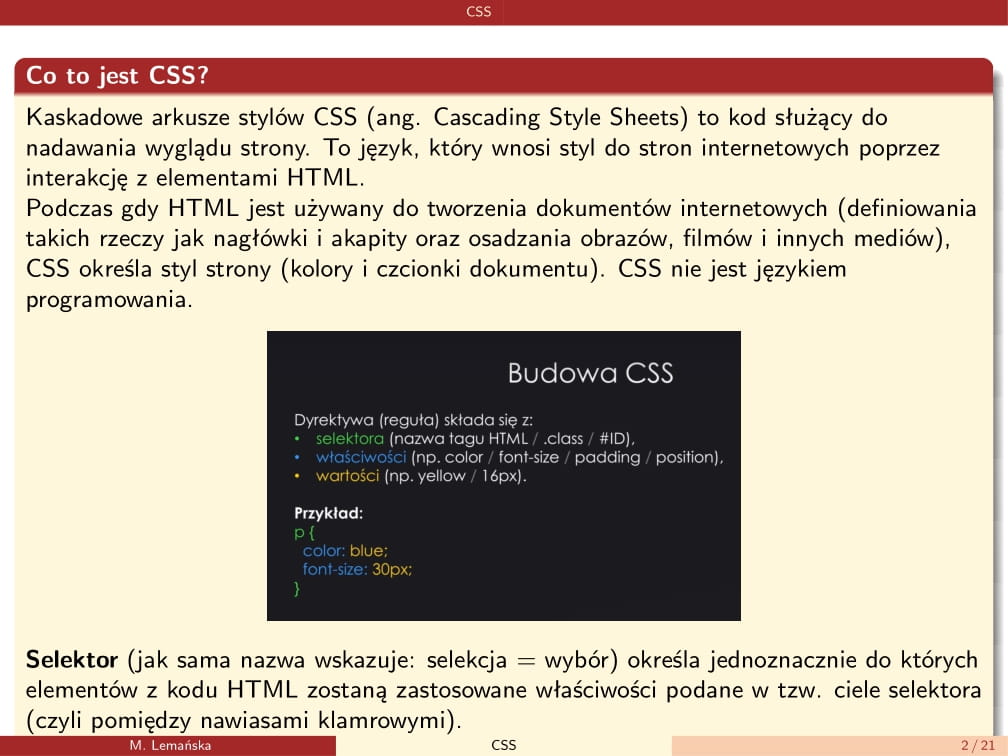 CSS
Co to jest CSS?
Kaskadowe arkusze stylów CSS (ang. Cascading Style Sheets) to kod służący do
nadawania wyglądu strony. To język, który wnosi styl do stron internetowych poprzez
interakcję z elementami HTML.
Podczas gdy HTML jest używany do tworzenia dokumentów internetowych (definiowania
takich rzeczy jak nagłówki i akapity oraz osadzania obrazów, filmów i innych mediów),
CSS określa styl strony (kolory i czcionki dokumentu). CSS nie jest językiem
programowania.
Budowa CSS
Dyrektywa (reguła) składa się z:
• selektora (nazwa tagu HTML / .class / #ID),
• właściwości (np. color / font-size / padding / position),
• wartości (np. yellow / 16px).
Przykład:
p {
color: blue;
font-size: 30px;
}
Selektor (jak sama nazwa wskazuje: selekcja = wybór) określa jednoznacznie do których
elementów z kodu HTML zostaną zastosowane właściwości podane w tzw. ciele selektora
(czyli pomiędzy nawiasami klamrowymi).
M. Lemańska CSS 2 / 21